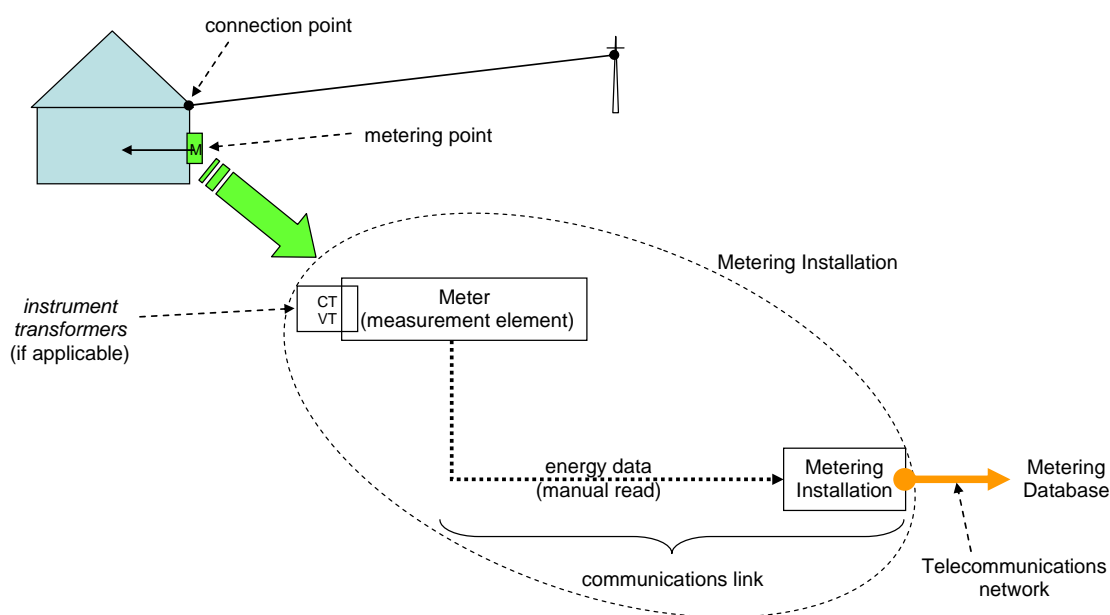 connection point
metering point
M
Metering Installation
instrument
transformers
(if applicable)
CT
VT
Meter
(measurement element)
energy data
(manual read)
Metering
Installation
Metering
Database
communications link
Telecommunications
network